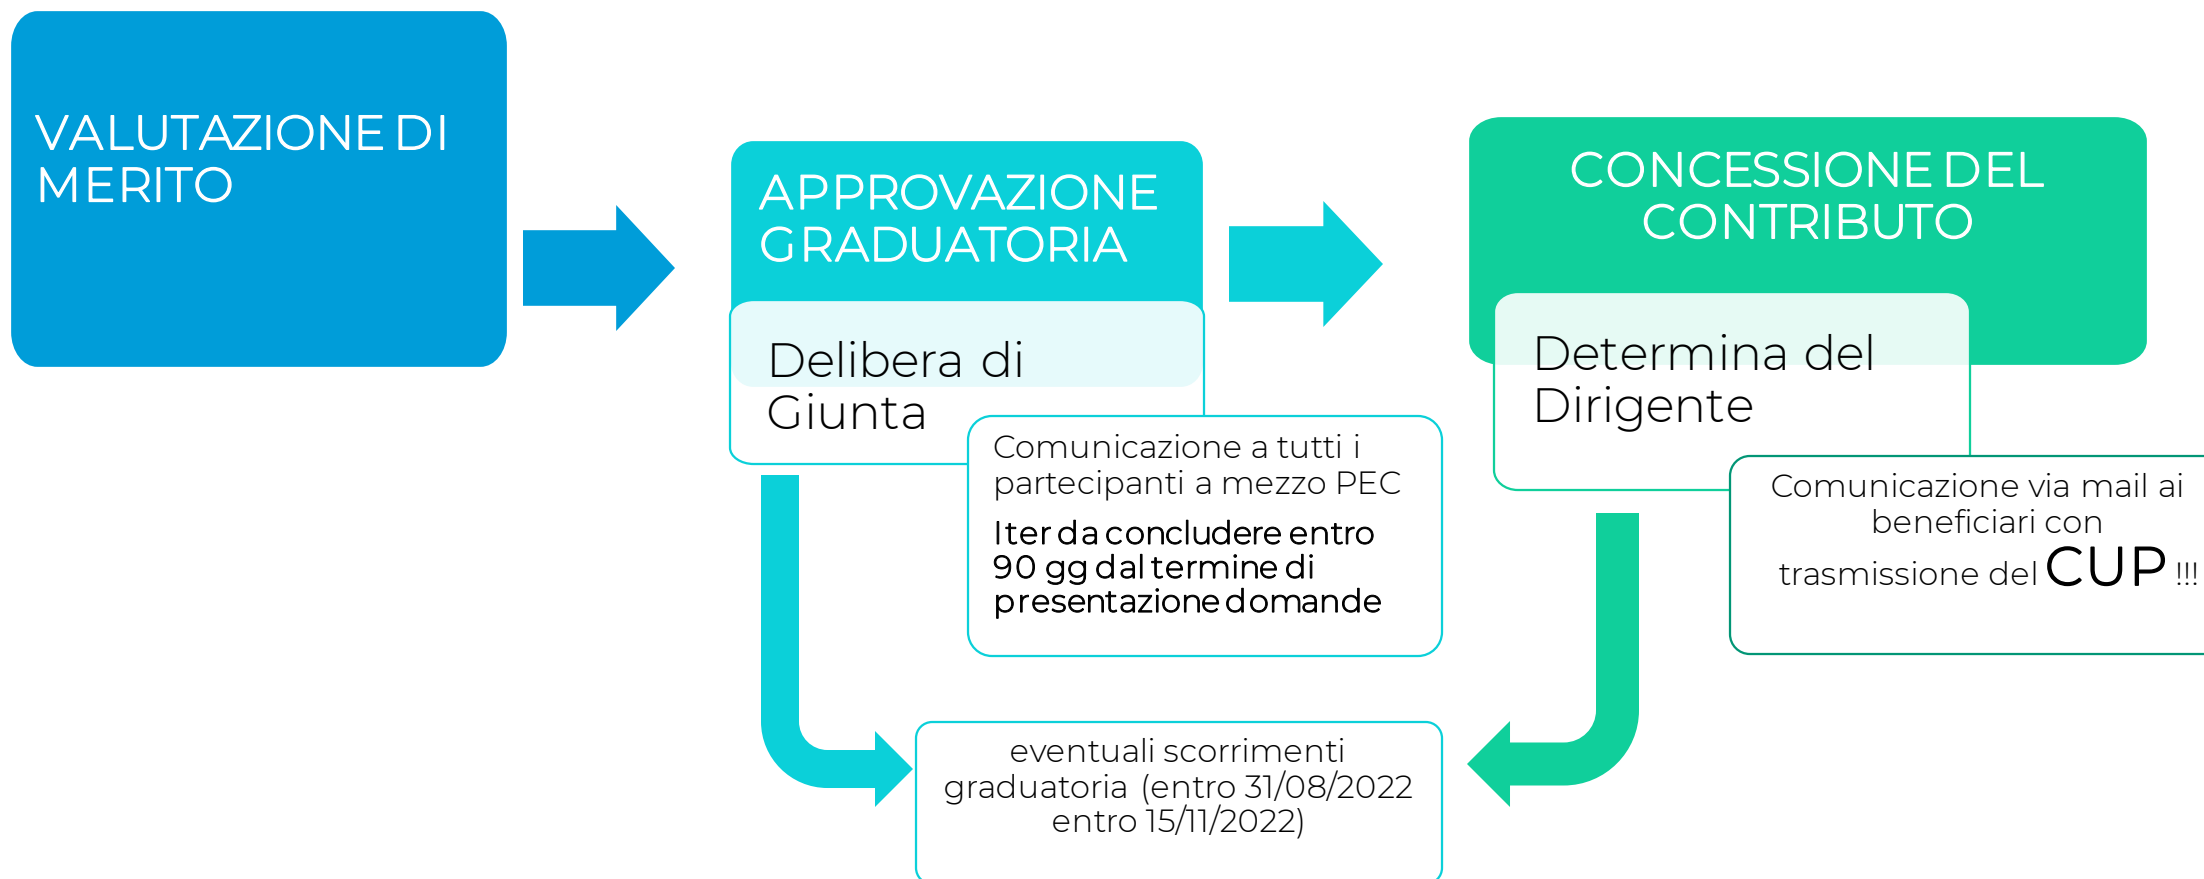 VALUTAZIONE DI
MERITO
APPROVAZIONE
GRADUATORIA
Delibera di
Giunta
Comunicazione a tutti i
partecipanti a mezzo PEC
Iter da concludere entro
90 gg dal termine di
presentazione domande
CONCESSIONE DEL
CONTRIBUTO
Determina del
Dirigente
Comunicazione via mail ai
beneficiari con
trasmissione del CUP !!!
eventuali scorrimenti
graduatoria (entro 31/08/2022
entro 15/11/2022)